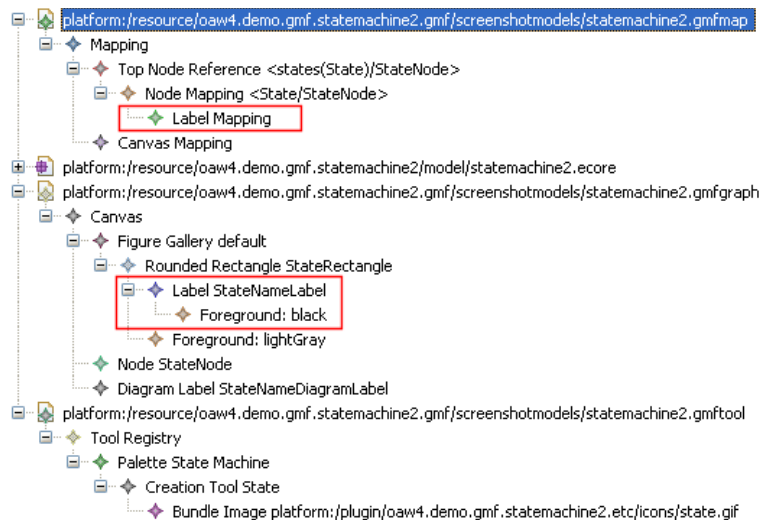 platform:/resource/oaw4.demo.gmf.statemachine2.gmf/screenshotmodels/statemachine2.gmfmap
Mapping
Top Node Reference <states(State)/StateNode>
Node Mapping <State/StateNode>
Label Mapping
Canvas Mapping
platform:/resource/oaw4.demo.gmf.statemachine2/model/statemachine2.ecore
platform:/resource/oaw4.demo.gmf.statemachine2.gmf/screenshotmodels/statemachine2.gmfgraph
Canvas
Figure Gallery default
Rounded Rectangle StateRectangle
Label StateNameLabel
Foreground: black
Foreground: lightGray
Node StateNode
Diagram Label StateNameDiagramLabel
platform:/resource/oaw4.demo.gmf.statemachine2.gmf/screenshotmodels/statemachine2.gmftool
Tool Registry
Palette State Machine
Creation Tool State
Bundle Image platform:/plugin/oaw4.demo.gmf.statemachine2.etc/icons/state.gif